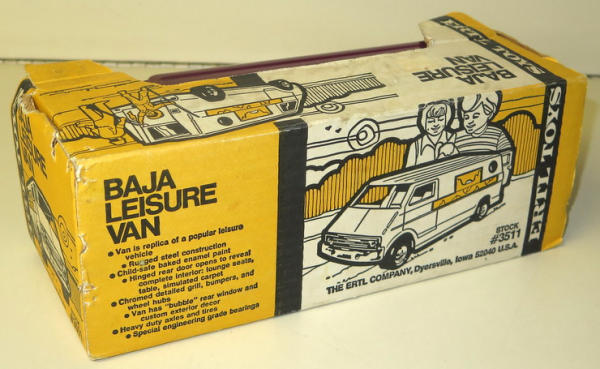 BAJA
LEISURE
VAN
ERTL TOYS
BAJA
LEISURE
VAN
BAJA
LEISURE
VAN
• Van is replica of a popular leisure
vehicle
• Rugged steel construction
• Child-safe baked enamel paint
• Hinged rear door opens to reveal
complete interior: lounge seats,
table, simulated carpet
• Chromed detailed grill, bumpers, and
wheel hubs
• Van has "bubble" rear window and
custom exterior decor
• Heavy duty axles and tires
• Special engineering grade bearings
STOCK
#3511
THE ERTL COMPANY, Dyersville, Iowa 52040 U.S.A.
ERTL TOYS